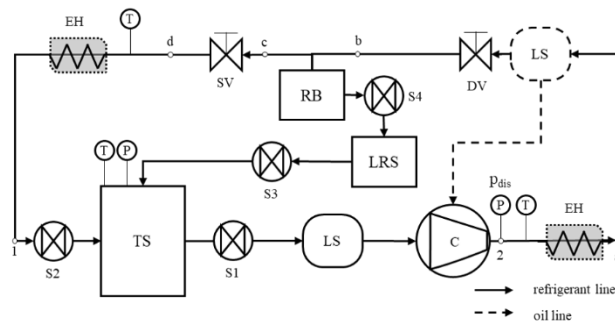 EH
T
d
SV
c
b
DV
LS
RB
S4
LRS
S3
T
P
TS
1
S2
S1
LS
C
p_dis
P
T
2
EH
refrigerant line
oil line